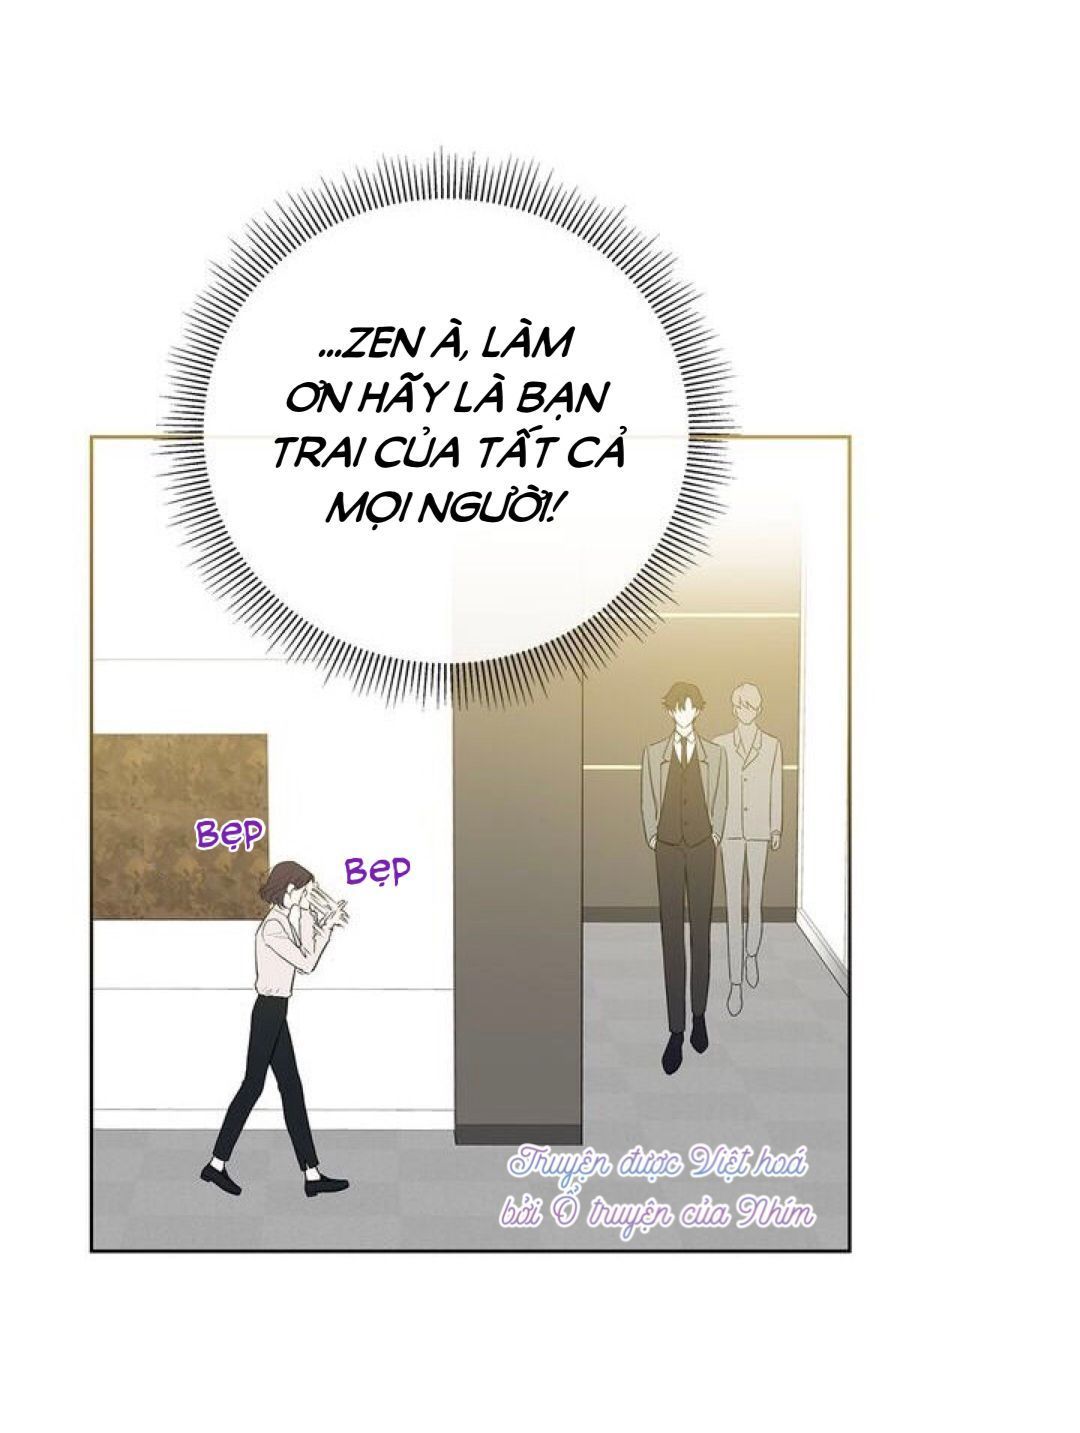 ...ZEN À, LÀM
ƠN HÃY LÀ BẠN
TRAI CỦA TẤT CẢ
MỌI NGƯỜI!
BẸP
BẸP
Truyện được Việt hoá
bởi Ổ truyện của Nhím